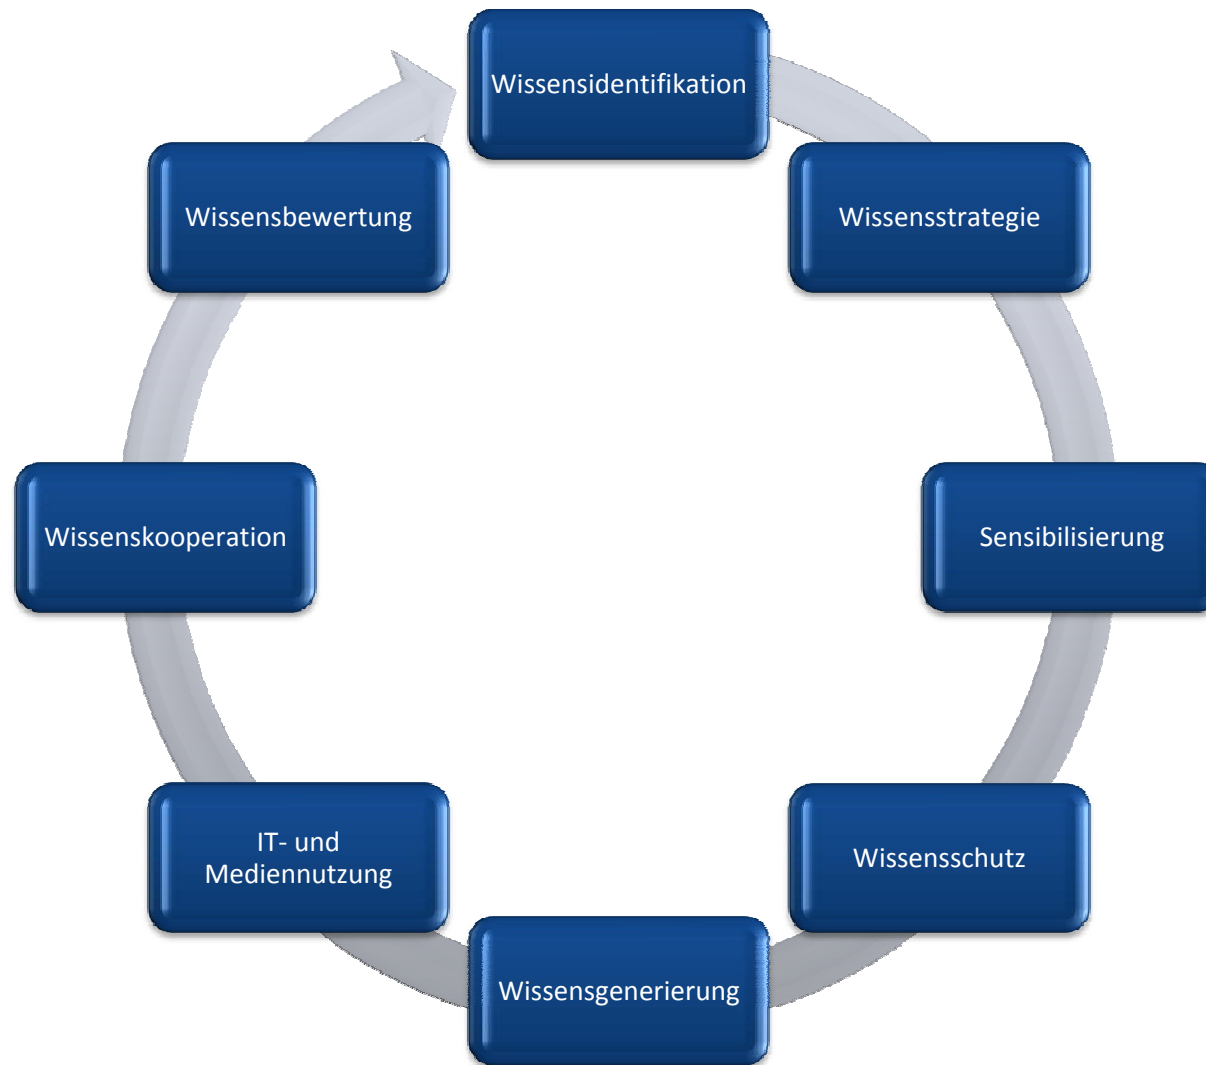 Wissensidentifikation
Wissensstrategie
Sensibilisierung
Wissensschutz
Wissensgenerierung
IT- und
Mediennutzung
Wissenskooperation
Wissensbewertung